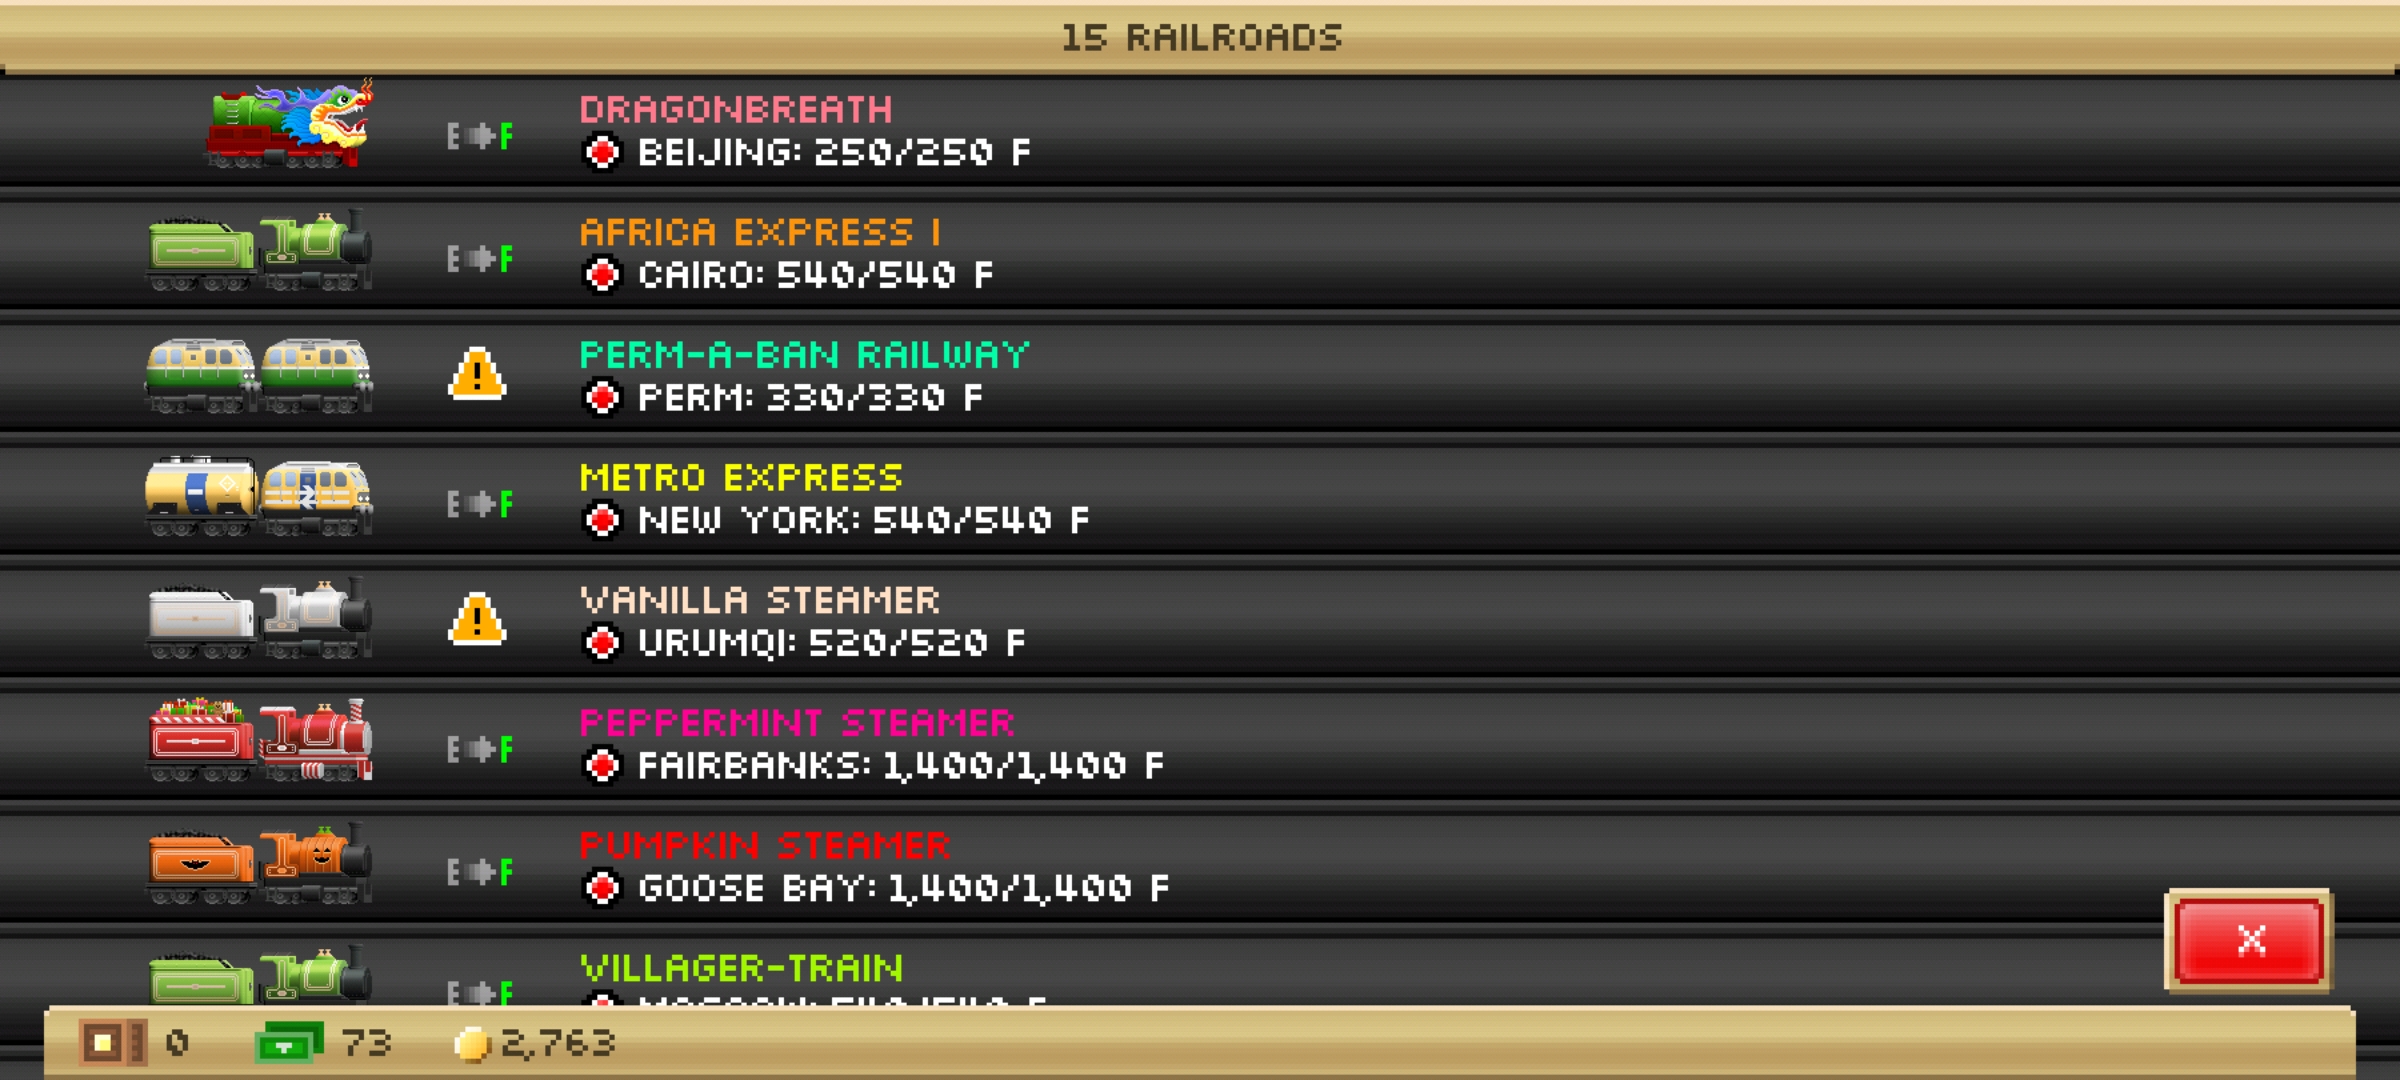 15 RAILROADS
DRAGONBREATH
E F
BEIJING: 250/250 F
AFRICA EXPRESS I
E F
CAIRO: 540/540 F
PERM-A-BAN RAILWAY
!
PERM: 330/330 F
METRO EXPRESS
E F
NEW YORK: 540/540 F
VANILLA STEAMER
!
URUMQI: 520/520 F
PEPPERMINT STEAMER
E F
FAIRBANKS: 1,400/1,400 F
PUMPKIN STEAMER
E F
GOOSE BAY: 1,400/1,400 F
X
VILLAGER-TRAIN
E F
0 73 2,763